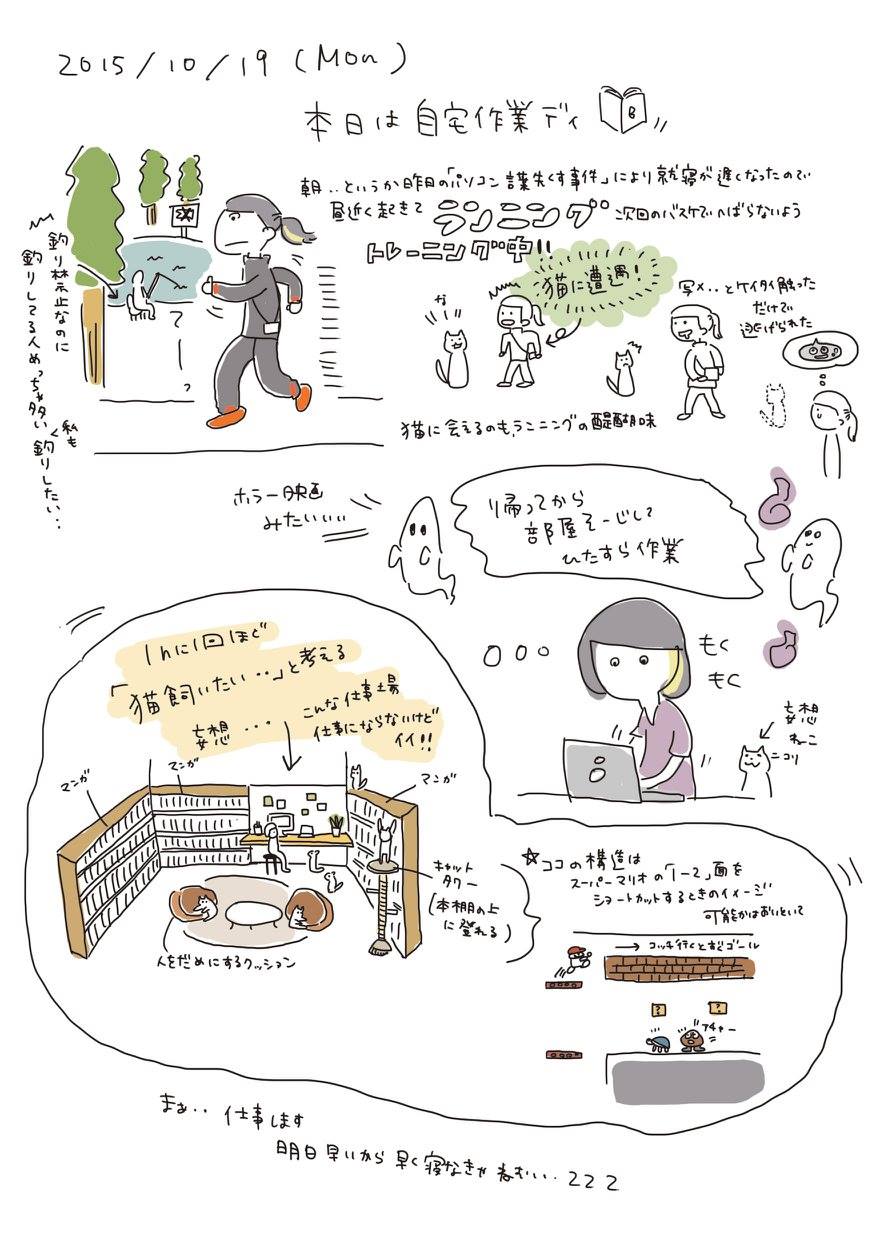 2015/10/19 (Mon)
本日は自宅作業デイ
B
朝‥というか昨日の「パソコン 謀失くす事件」により就寝が遅くなったので
昼近く起きて ランニング 次回のバスケでへばらないよう
トレーニング中!!
釣り禁止なのに
釣りしてる人めっちゃ多い
私も
釣りしたい‥
て
な
猫に遭遇!
写メ‥とケイタイ触った
だけで
逃げられた
猫に会えるのも、ランニングの醍醐味
ホラー映画
みたいぃぃ
帰ってから
部屋そーじして
ひたすら作業
もく
もく
妄想
ねこ
ニコリ
1hに1回ほど
「猫飼いたい‥」と考える
妄想・・・
こんな仕事場
仕事にならないけど
イイ!!
マンガ
マンガ
マンガ
キャット
タワー
(本棚の上
に登れる)
人をだめにするクッション
☆ココの構造は
スーパーマリオの「1-2」面を
ショートカットするときのイメージ
可能かはおいといて
→コッチ行くとすぐゴール
?
?
アチャー
まぁ‥ 仕事します
明日早いから早く寝なきゃ
ZZZ